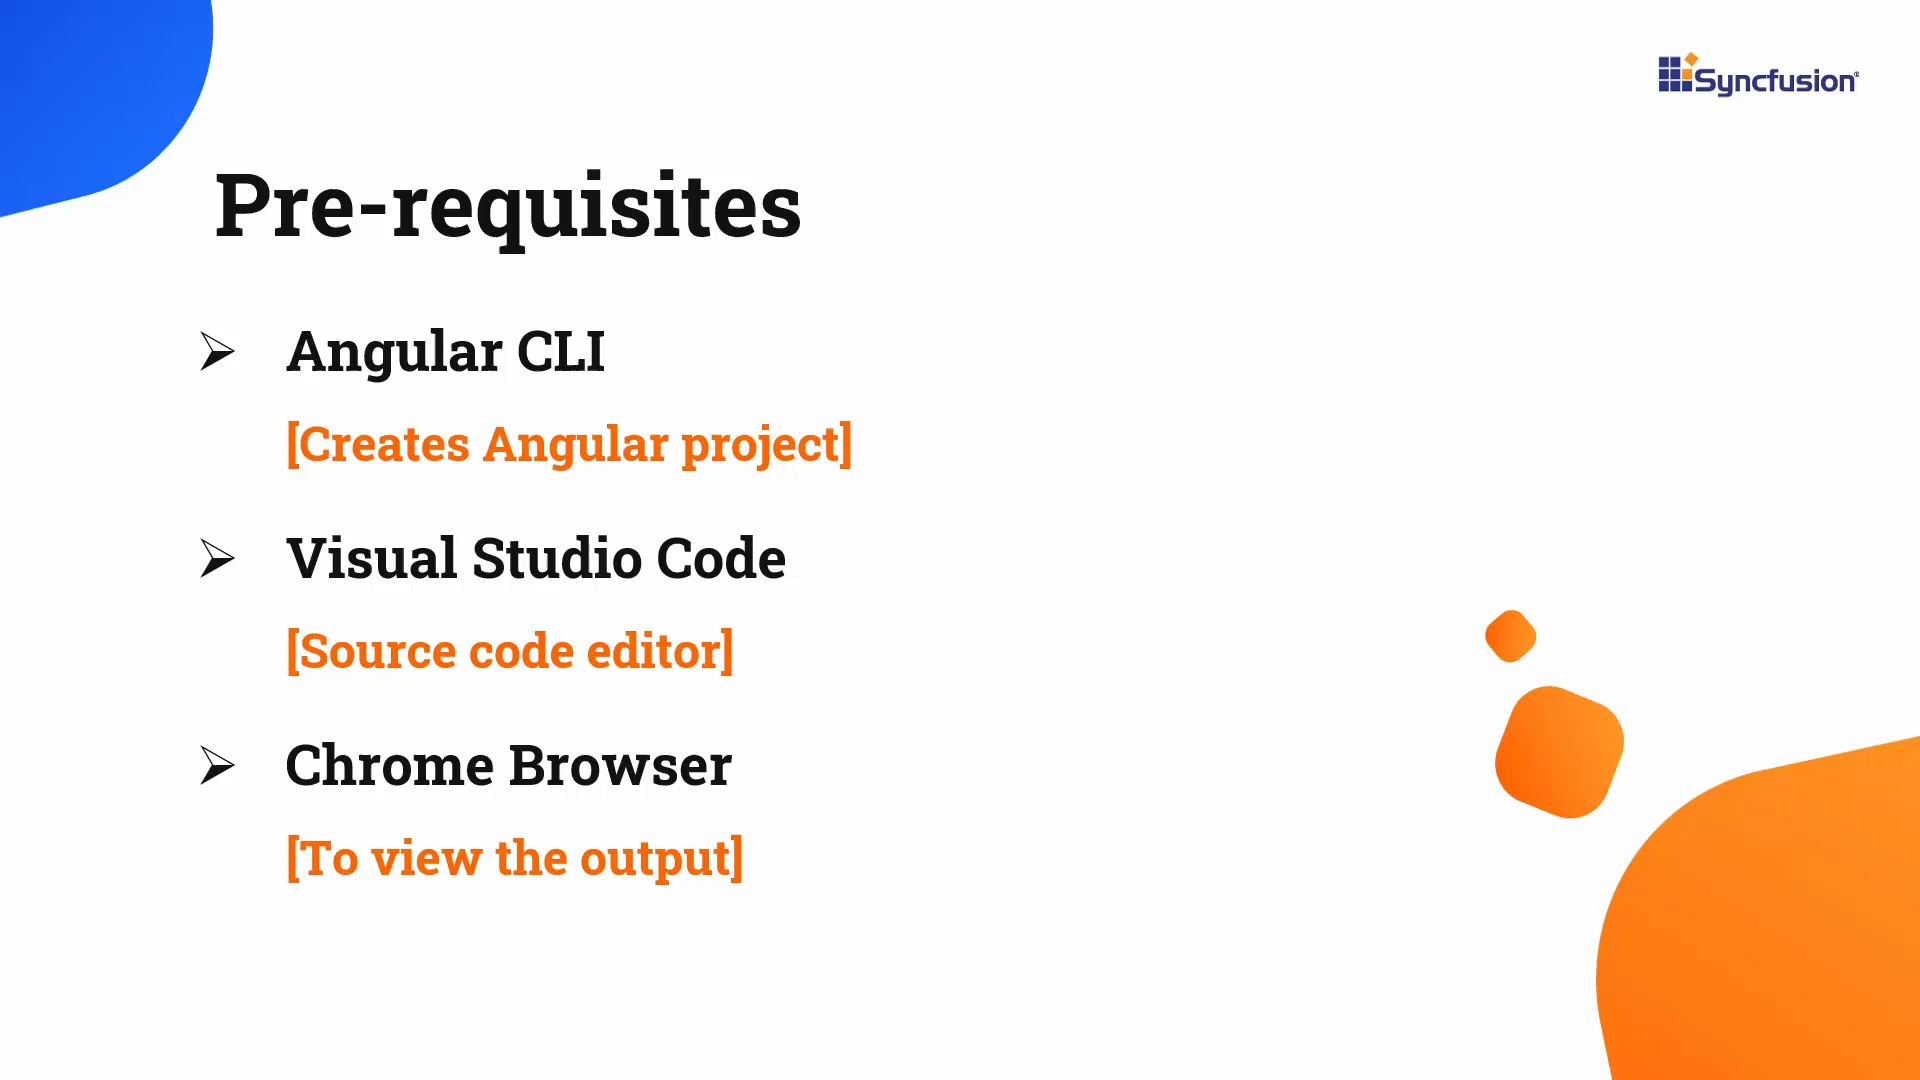 Syncfusion®
Pre-requisites
Angular CLI
[Creates Angular project]
Visual Studio Code
[Source code editor]
Chrome Browser
[To view the output]